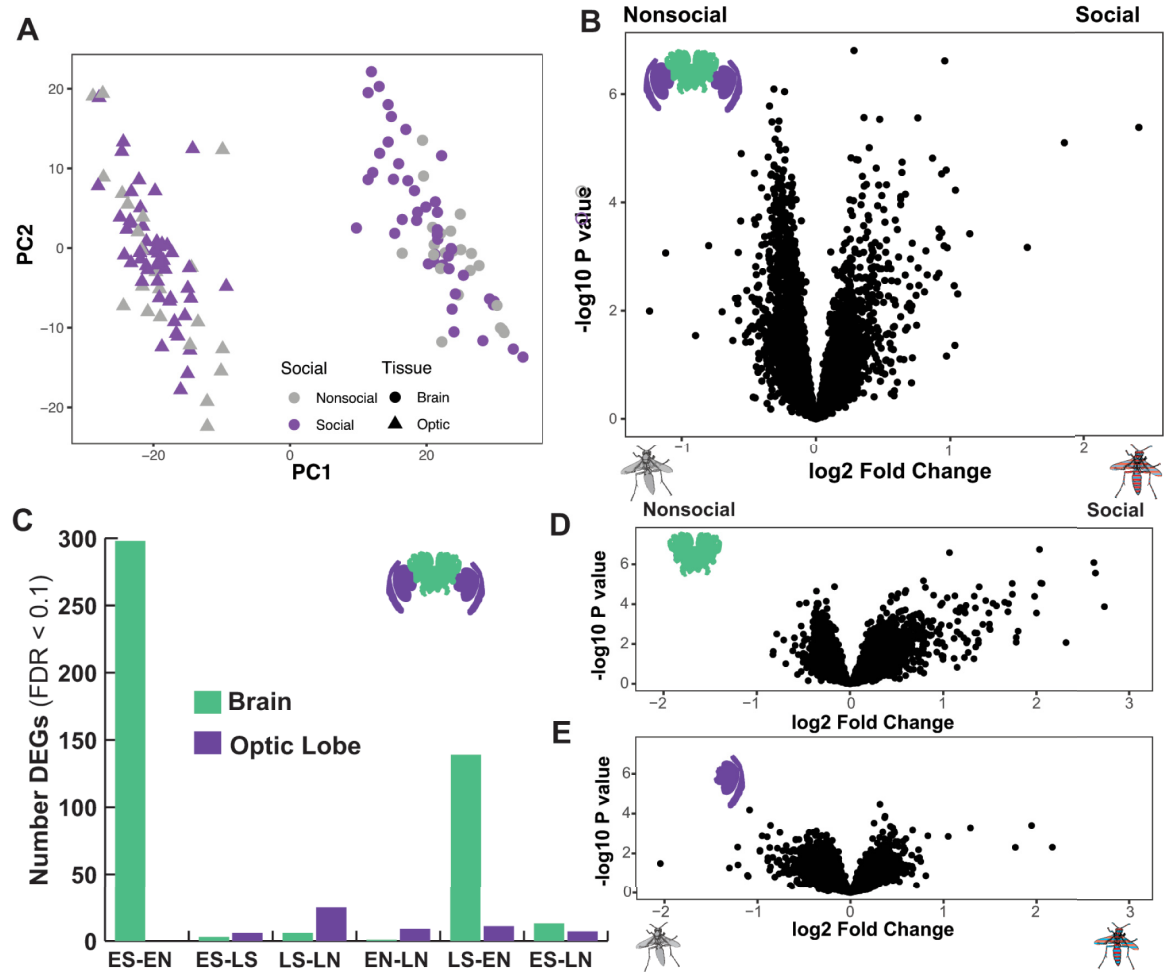 A
PC2
20
10
0
−10
−20
Social
Tissue
Nonsocial
Brain
Social
Optic
−20
0
20
PC1
B
Nonsocial
Social
-log10 P value
6
4
2
0
−1
0
1
2
log2 Fold Change
C
Number DEGs (FDR < 0.1)
300
250
200
150
100
50
0
Brain
Optic Lobe
ES-EN
ES-LS
LS-LN
EN-LN
LS-EN
ES-LN
D
Nonsocial
Social
-log10 P value
6
4
2
0
−2
−1
0
1
2
3
log2 Fold Change
E
-log10 P value
6
4
2
0
−2
−1
0
1
2
3
log2 Fold Change